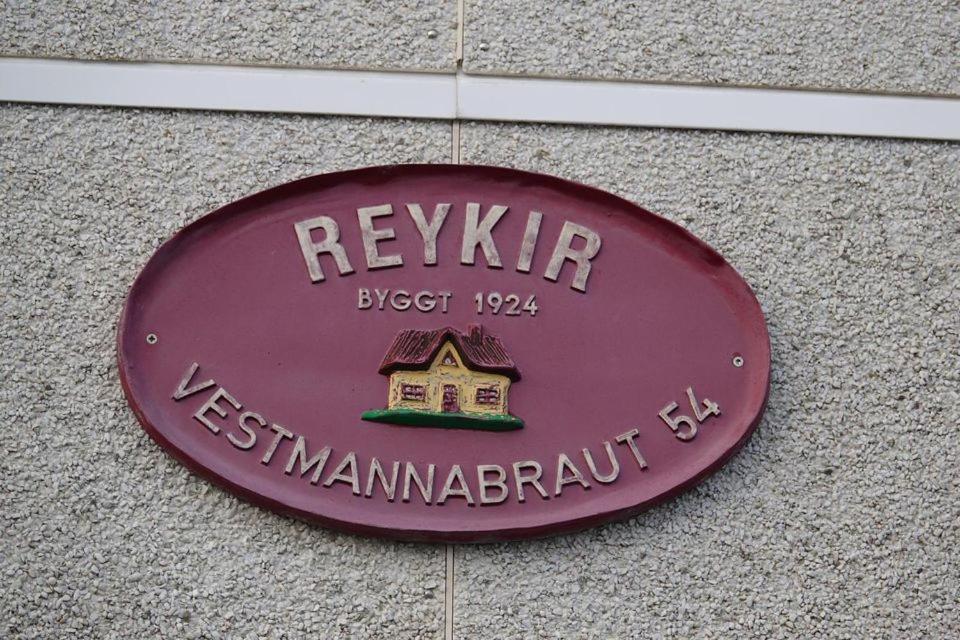 REYKIR
BYGGT 1924
VESTMANNABRAUT 54